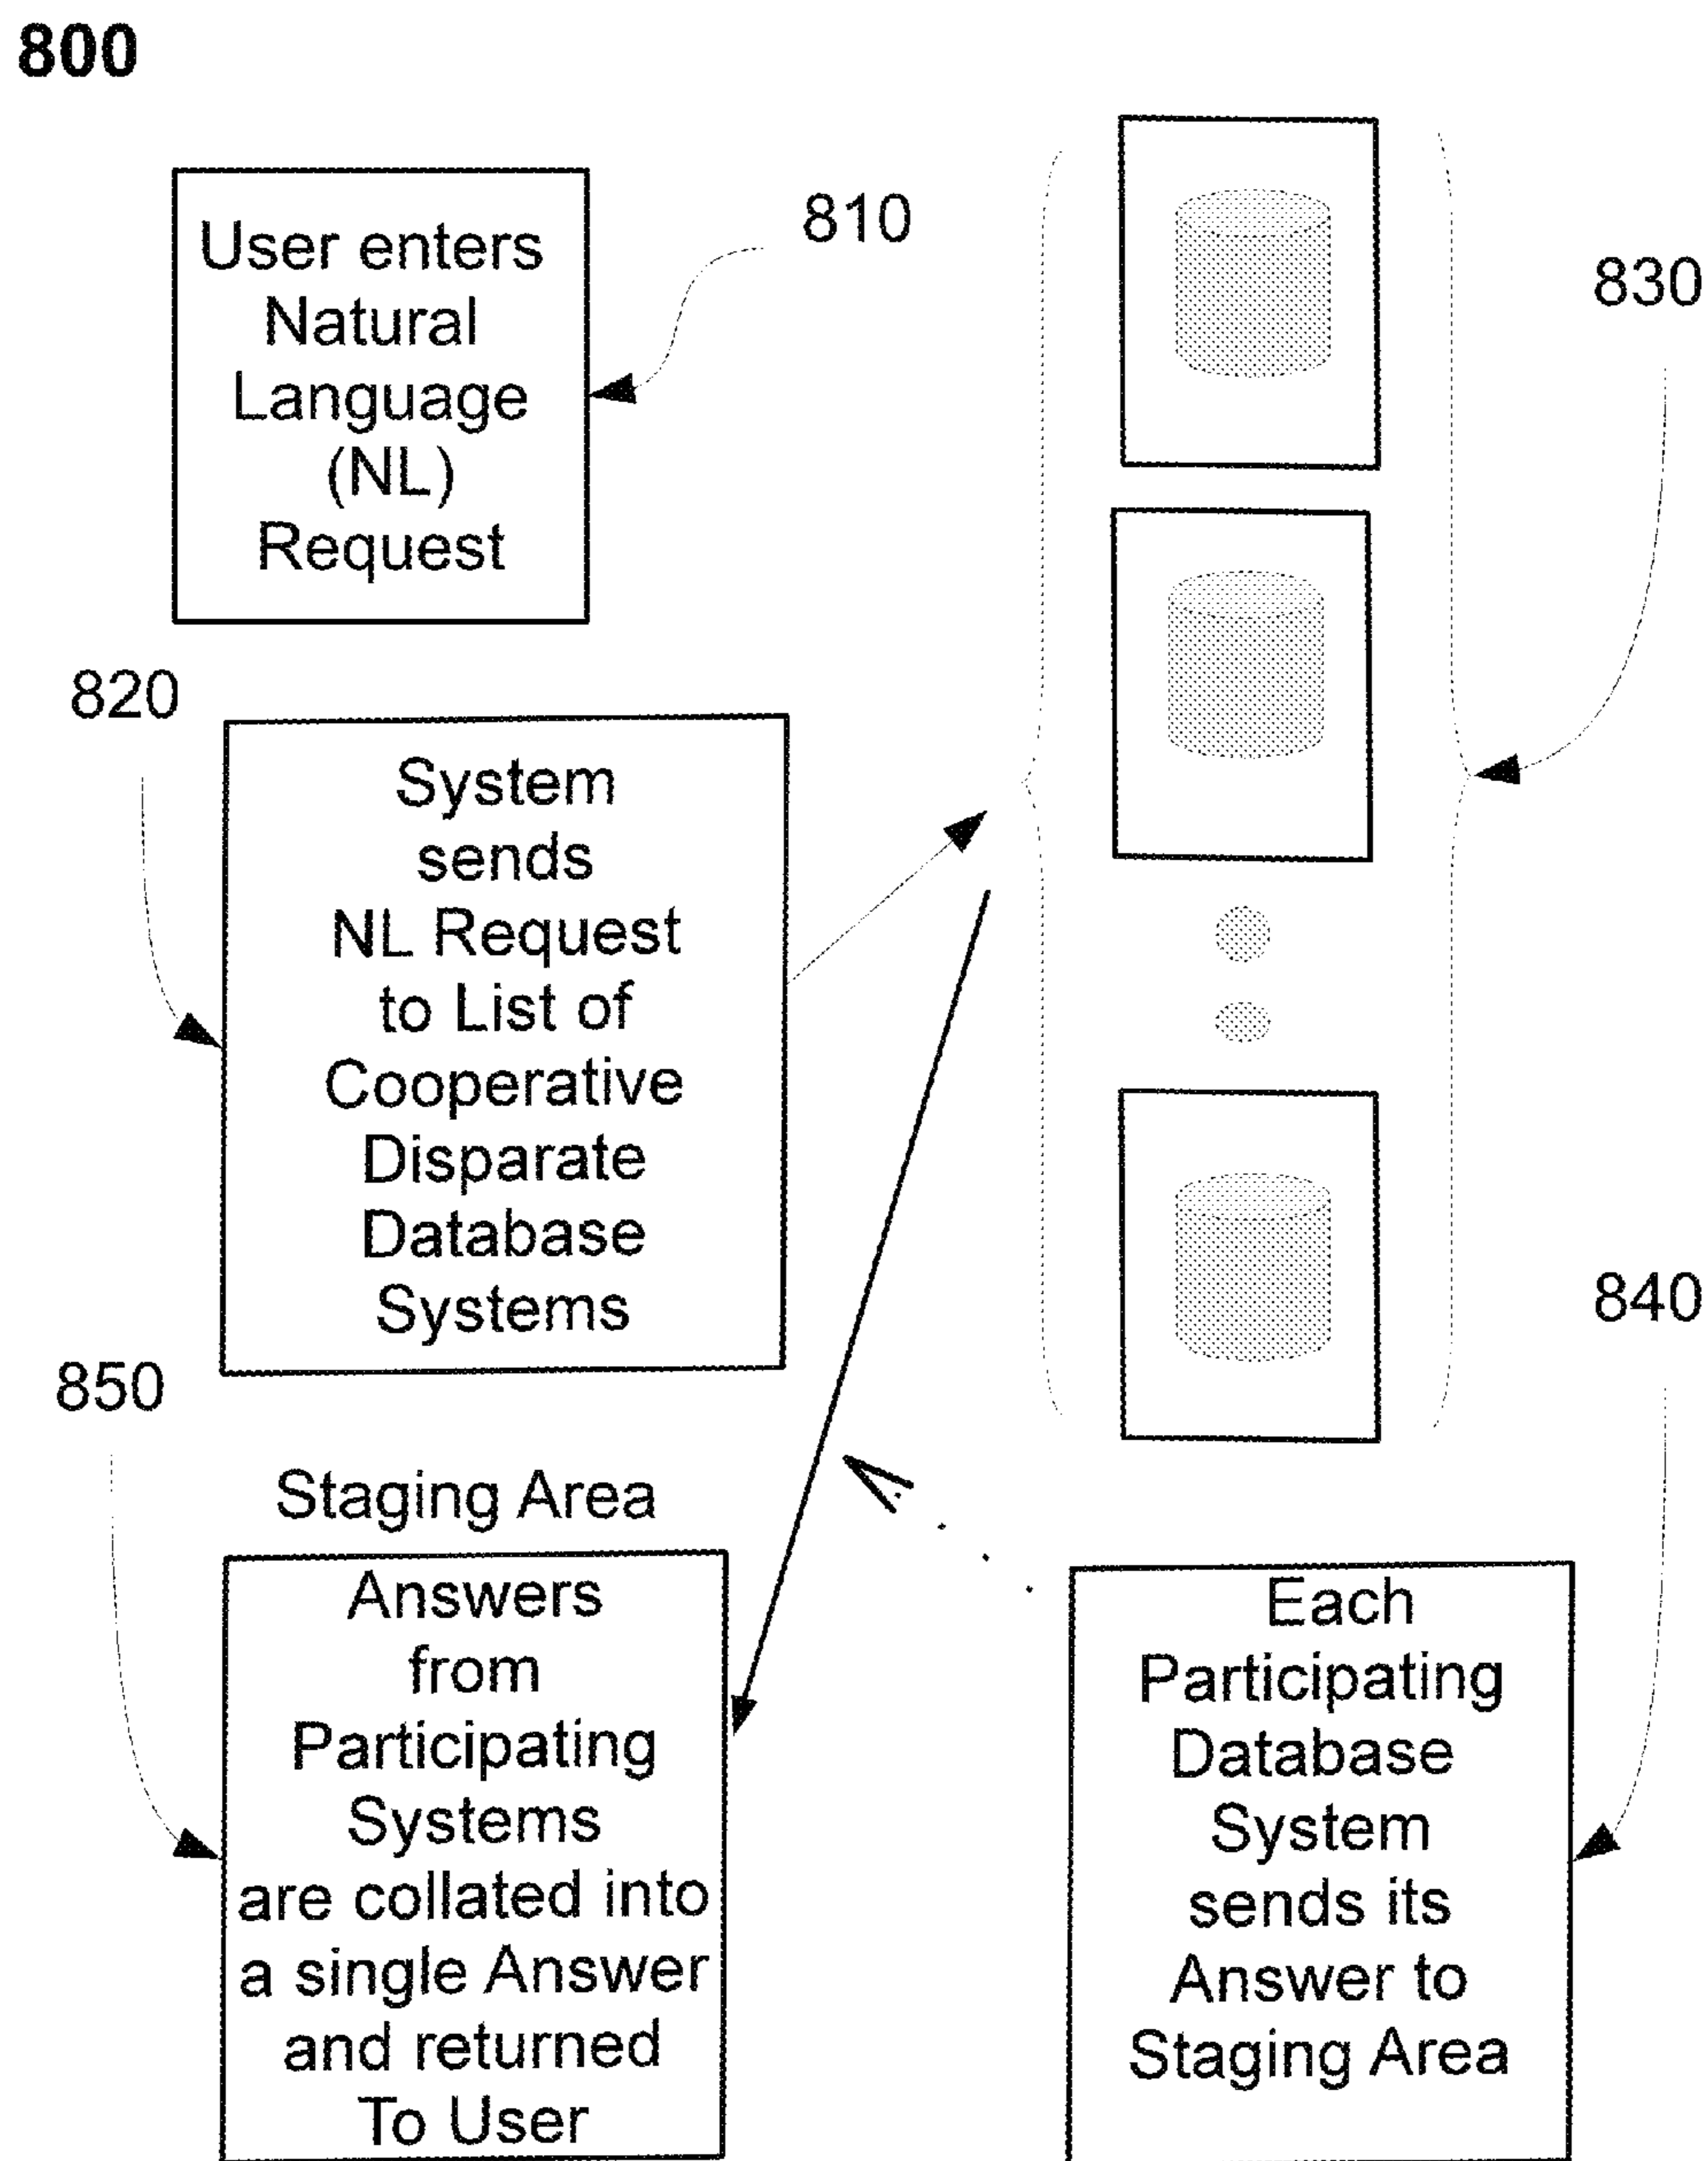 800
User enters
Natural
Language
(NL)
Request
810
830
820
System
sends
NL Request
to List of
Cooperative
Disparate
Database
Systems
840
850
Staging Area
Answers
from
Participating
Systems
are collated into
a single Answer
and returned
To User
Each
Participating
Database
System
sends its
Answer to
Staging Area